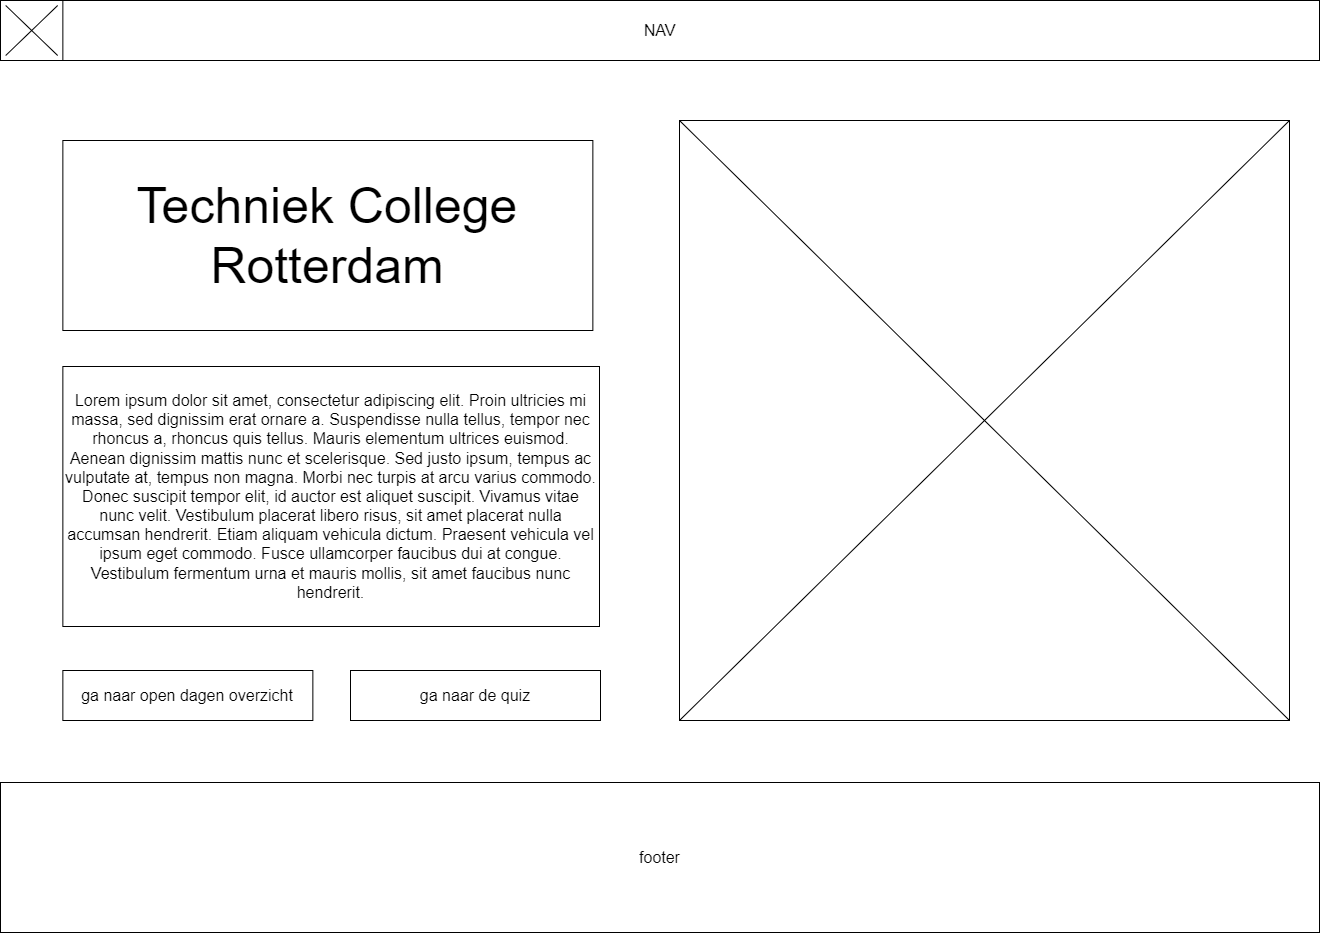 NAV
Techniek College
Rotterdam
Lorem ipsum dolor sit amet, consectetur adipiscing elit. Proin ultricies mi
massa, sed dignissim erat ornare a. Suspendisse nulla tellus, tempor nec
rhoncus a, rhoncus quis tellus. Mauris elementum ultrices euismod.
Aenean dignissim mattis nunc et scelerisque. Sed justo ipsum, tempus ac
vulputate at, tempus non magna. Morbi nec turpis at arcu varius commodo.
Donec suscipit tempor elit, id auctor est aliquet suscipit. Vivamus vitae
nunc velit. Vestibulum placerat libero risus, sit amet placerat nulla
accumsan hendrerit. Etiam aliquam vehicula dictum. Praesent vehicula vel
ipsum eget commodo. Fusce ullamcorper faucibus dui at congue.
Vestibulum fermentum urna et mauris mollis, sit amet faucibus nunc
hendrerit.
ga naar open dagen overzicht
ga naar de quiz
footer